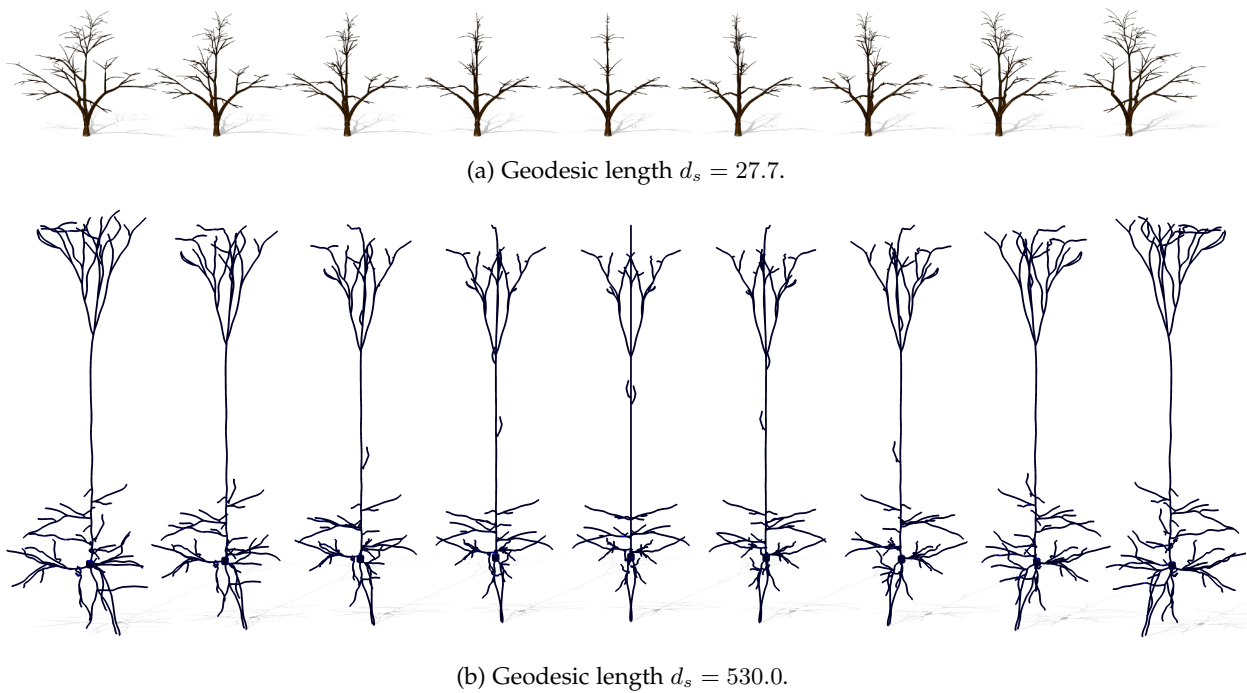 (a) Geodesic length $d_s = 27.7$.
(b) Geodesic length $d_s = 530.0$.